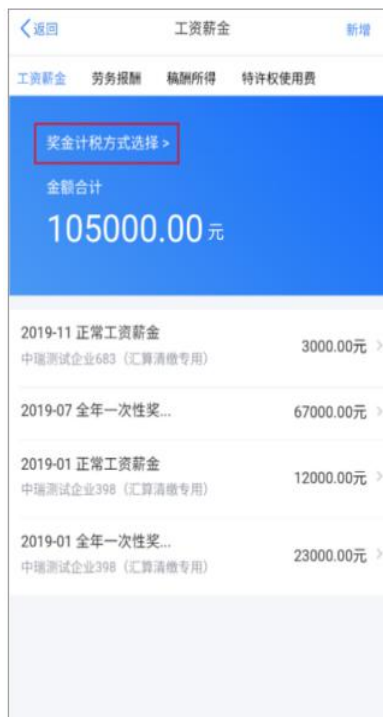 返回 工资薪金 新增
工资薪金 劳务报酬 稿酬所得 特许权使用费
奖金计税方式选择 >
金额合计
105000.00 元
2019-11 正常工资薪金
3000.00元
中瑞测试企业683（汇算清缴专用）
2019-07 全年一次性奖... 67000.00元
2019-01 正常工资薪金
12000.00元
中瑞测试企业398（汇算清缴专用）
2019-01 全年一次性奖...
23000.00元
中瑞测试企业398（汇算清缴专用）